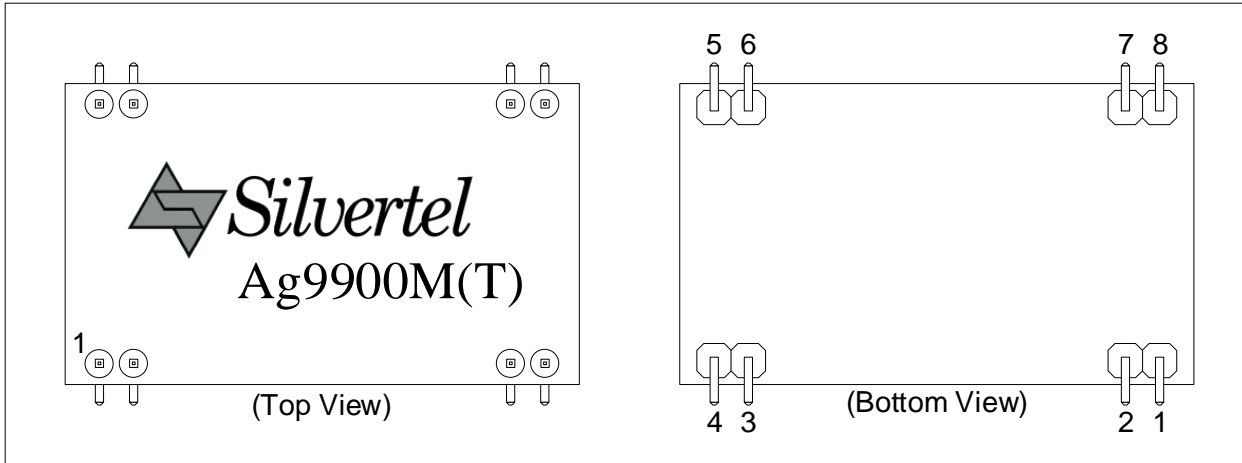 Silvertel
Ag9900M(T)
1
(Top View)
5 6 7 8
4 3 2 1
(Bottom View)